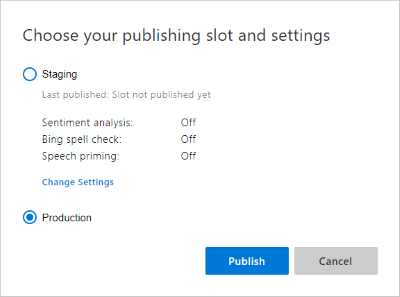 Choose your publishing slot and settings
Staging
Last published: Slot not published yet
Sentiment analysis: Off
Bing spell check: Off
Speech priming: Off
Change Settings
Production
Publish Cancel